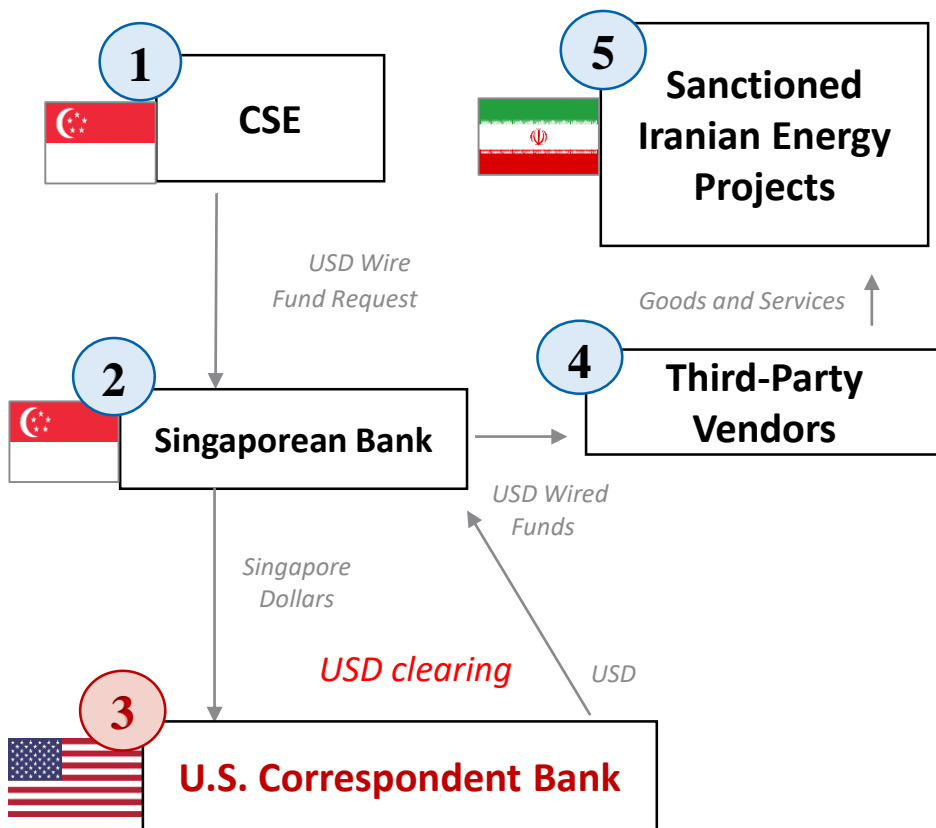 1
CSE
5
Sanctioned
Iranian Energy
Projects
USD Wire
Fund Request
Goods and Services
2
Singaporean Bank
4
Third-Party
Vendors
USD Wired
Funds
Singapore
Dollars
USD clearing
USD
3
U.S. Correspondent Bank